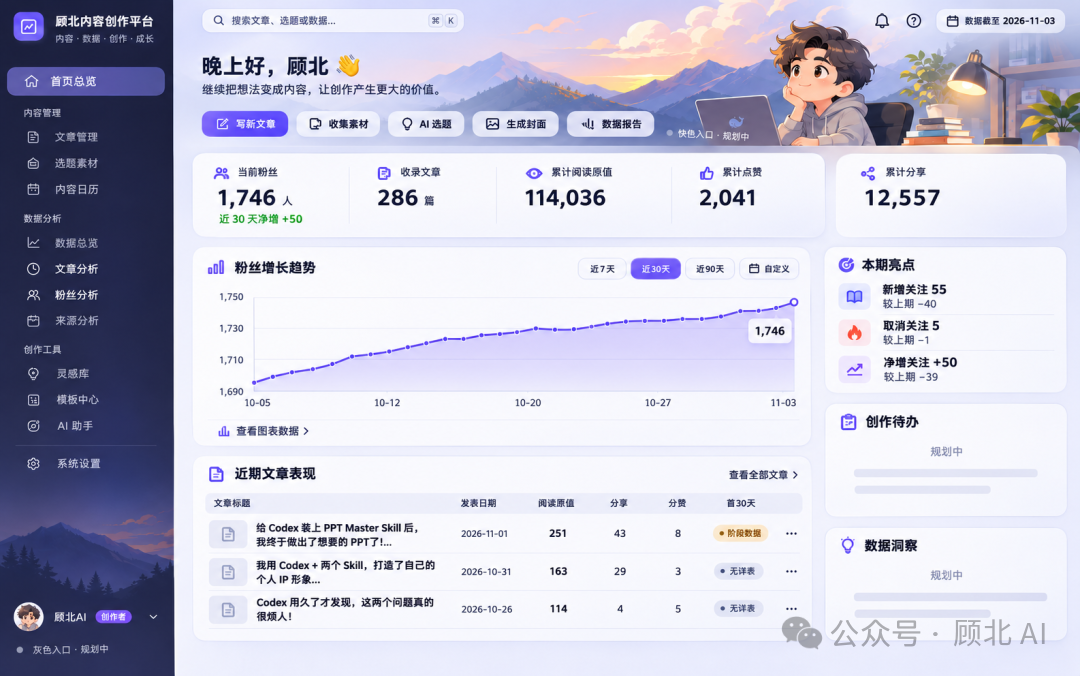 顾北内容创作平台
内容 · 数据 · 创作 · 成长
首页总览
内容管理
文章管理
选题素材
内容日历
数据分析
数据总览
文章分析
粉丝分析
来源分析
创作工具
灵感库
模板中心
AI 助手
系统设置
顾北AI 创作者
灰色入口 · 规划中
搜索文章、选题或数据... ⌘ K
数据截至 2026-11-03
晚上好，顾北 👋
继续把想法变成内容，让创作产生更大的价值。
写新文章 收集素材 AI 选题 生成封面 数据报告
快色入口 · 规划中
当前粉丝
1,746 人
近 30 天净增 +50
收录文章
286 篇
累计阅读原值
114,036
累计点赞
2,041
累计分享
12,557
粉丝增长趋势
近7天 近30天 近90天 自定义
1,750
1,730
1,710
1,690
1,746
10-05 10-12 10-20 10-27 11-03
查看图表数据 >
近期文章表现
查看全部文章 >
文章标题 发表日期 阅读原值 分享 分赞 首30天
给 Codex 装上 PPT Master Skill 后，
我终于做出了想要的 PPT了!...
2026-11-01 251 43 8 阶段数据 ···
我用 Codex + 两个 Skill，打造了自己的
个人 IP 形象...
2026-10-31 163 29 3 无详表 ···
Codex 用久了才发现，这两个问题真的
很烦人！
2026-10-26 114 4 5 无详表 ···
本期亮点
新增关注 55
较上期 −40
取消关注 5
较上期 −1
净增关注 +50
较上期 −39
创作待办
规划中
数据洞察
规划中
公众号 · 顾北 AI